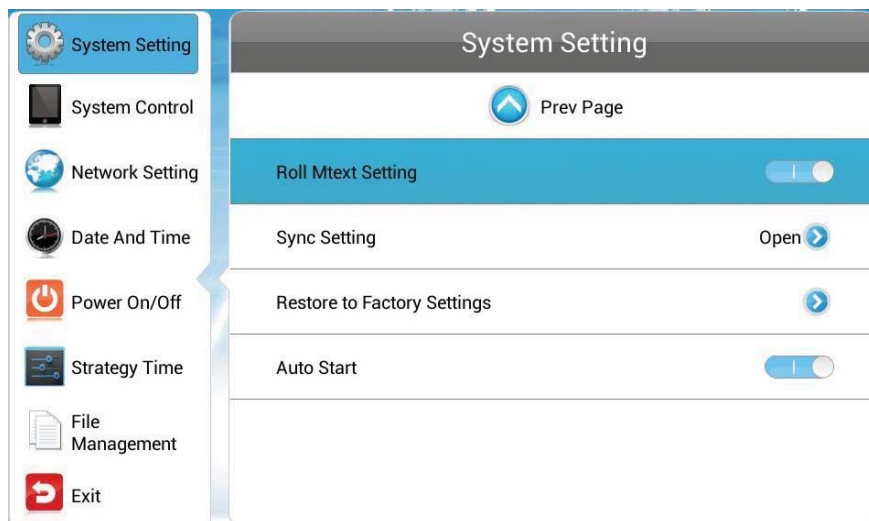 System Setting
System Control
Network Setting
Date And Time
Power On/Off
Strategy Time
File
Management
Exit
System Setting
Prev Page
Roll Mtext Setting
Sync Setting Open
Restore to Factory Settings
Auto Start